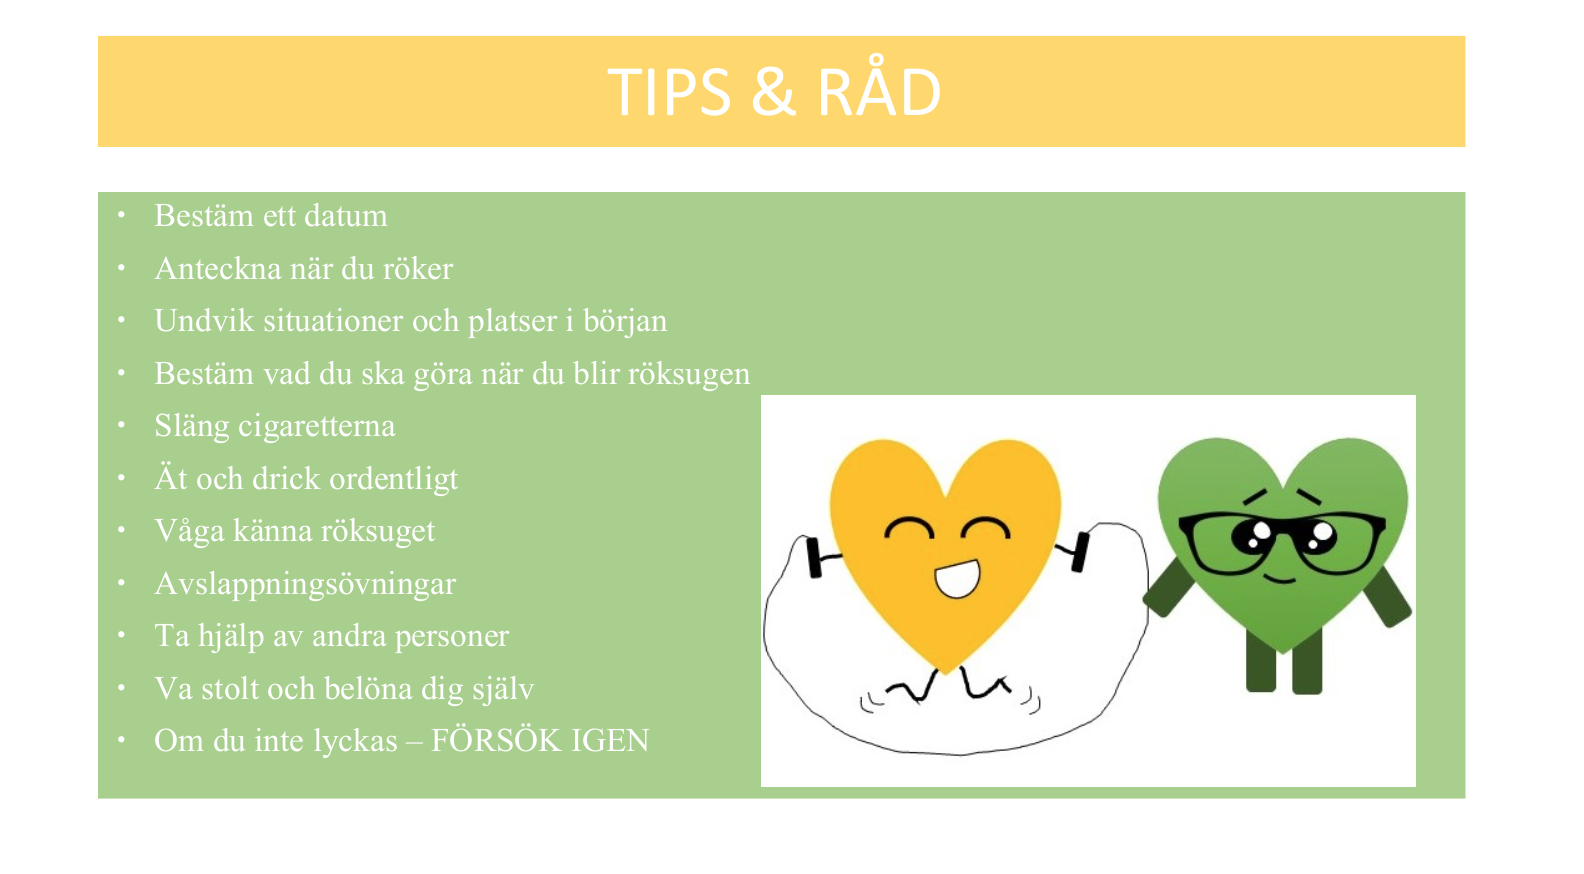 TIPS & RÅD
• Bestäm ett datum
• Anteckna när du röker
• Undvik situationer och platser i början
• Bestäm vad du ska göra när du blir röksugen
• Släng cigaretterna
• Ät och drick ordentligt
• Våga känna röksuget
• Avslappningsövningar
• Ta hjälp av andra personer
• Va stolt och belöna dig själv
• Om du inte lyckas – FÖRSÖK IGEN